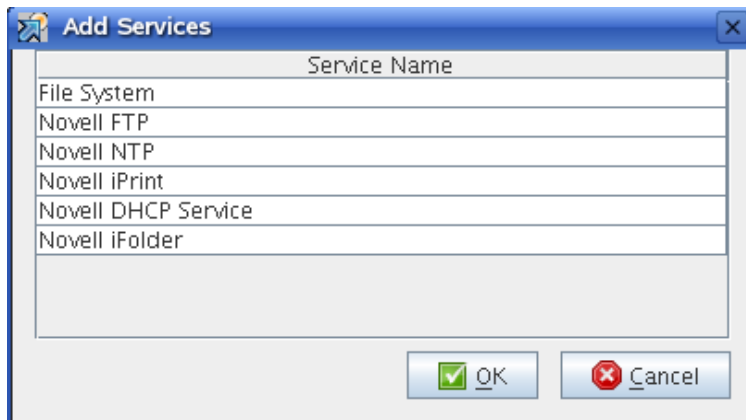 Add Services
Service Name
File System
Novell FTP
Novell NTP
Novell iPrint
Novell DHCP Service
Novell iFolder
OK
Cancel